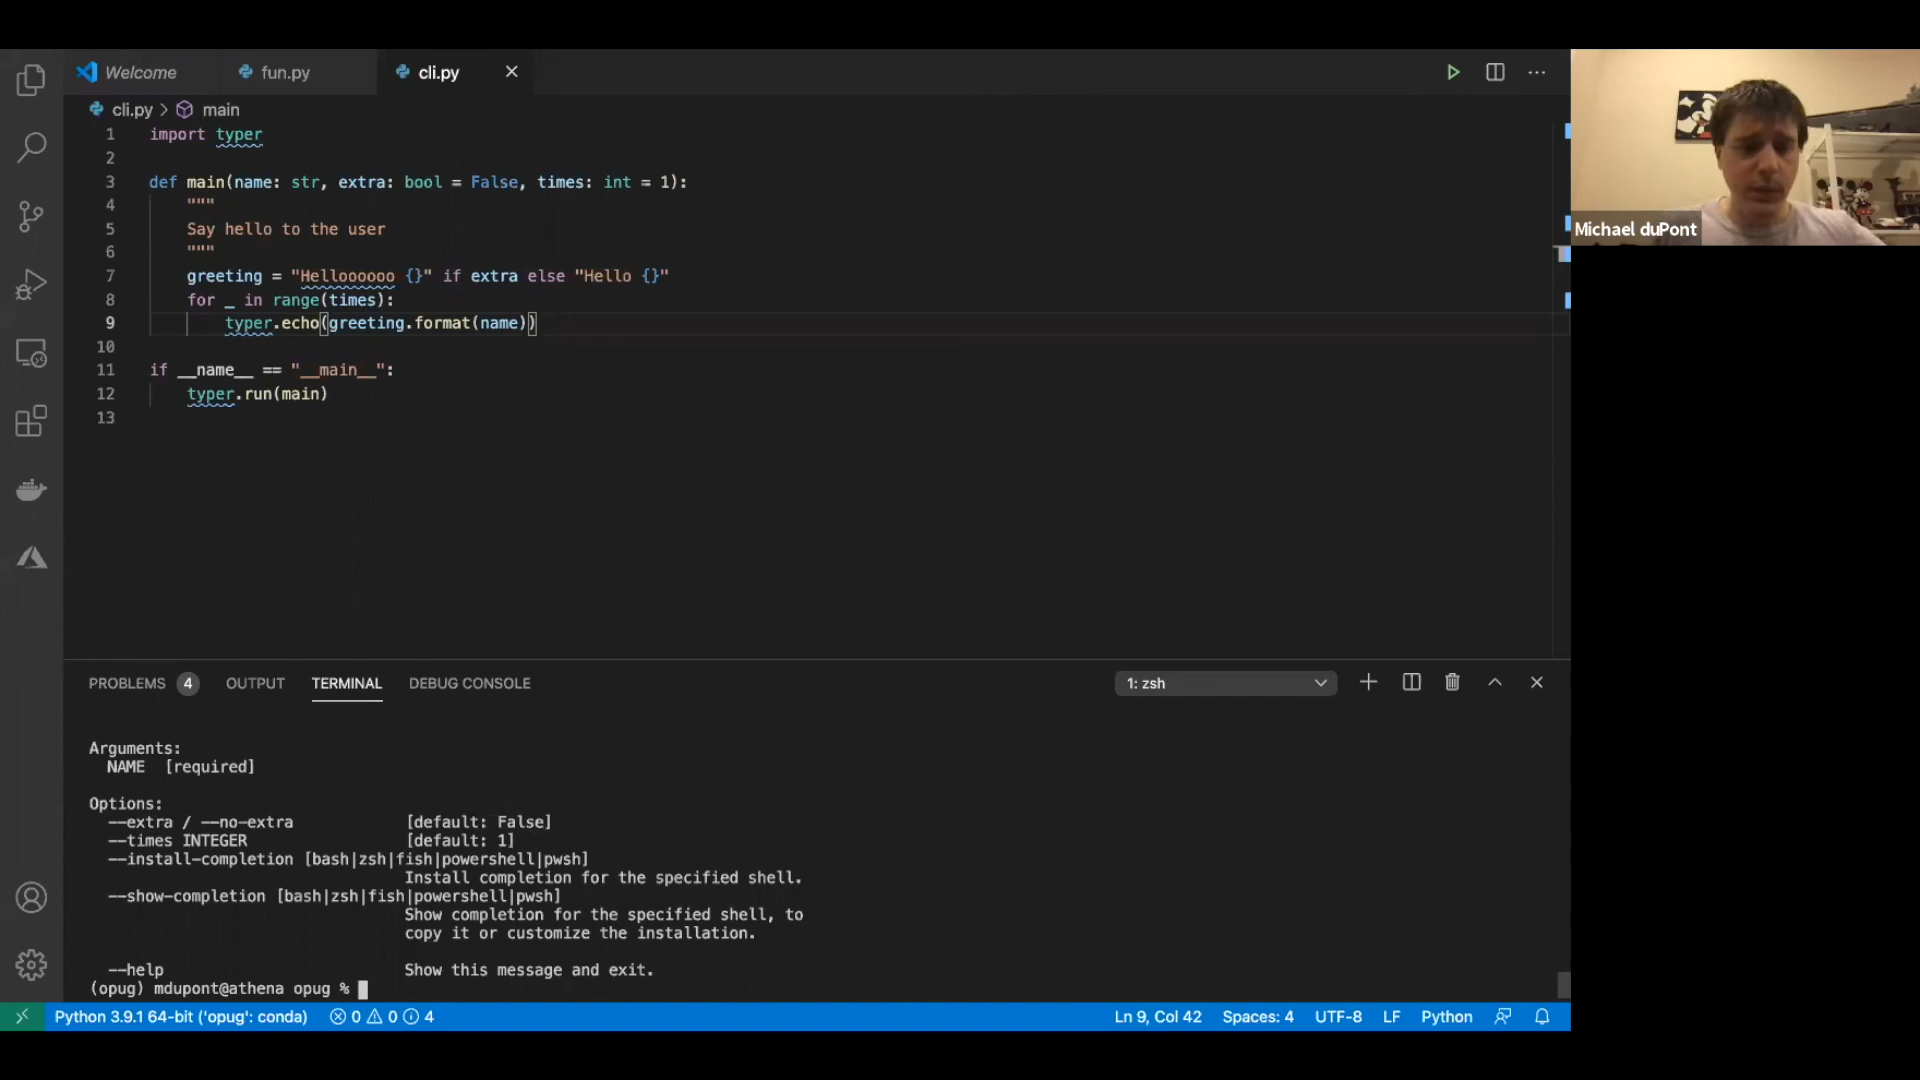 Welcome
fun.py
cli.py
cli.py > main
1 import typer
2
3 def main(name: str, extra: bool = False, times: int = 1):
4 """
5 Say hello to the user
6 """
7 greeting = "Helloooooo {}" if extra else "Hello {}"
8 for _ in range(times):
9 typer.echo(greeting.format(name))
10
11 if __name__ == "__main__":
12 typer.run(main)
13
Michael duPont
PROBLEMS 4 OUTPUT TERMINAL DEBUG CONSOLE 1: zsh
Arguments:
NAME [required]
Options:
--extra / --no-extra [default: False]
--times INTEGER [default: 1]
--install-completion [bash|zsh|fish|powershell|pwsh]
Install completion for the specified shell.
--show-completion [bash|zsh|fish|powershell|pwsh]
Show completion for the specified shell, to
copy it or customize the installation.
--help Show this message and exit.
(opug) mdupont@athena opug %
Python 3.9.1 64-bit ('opug': conda) 0 0 4 Ln 9, Col 42 Spaces: 4 UTF-8 LF Python